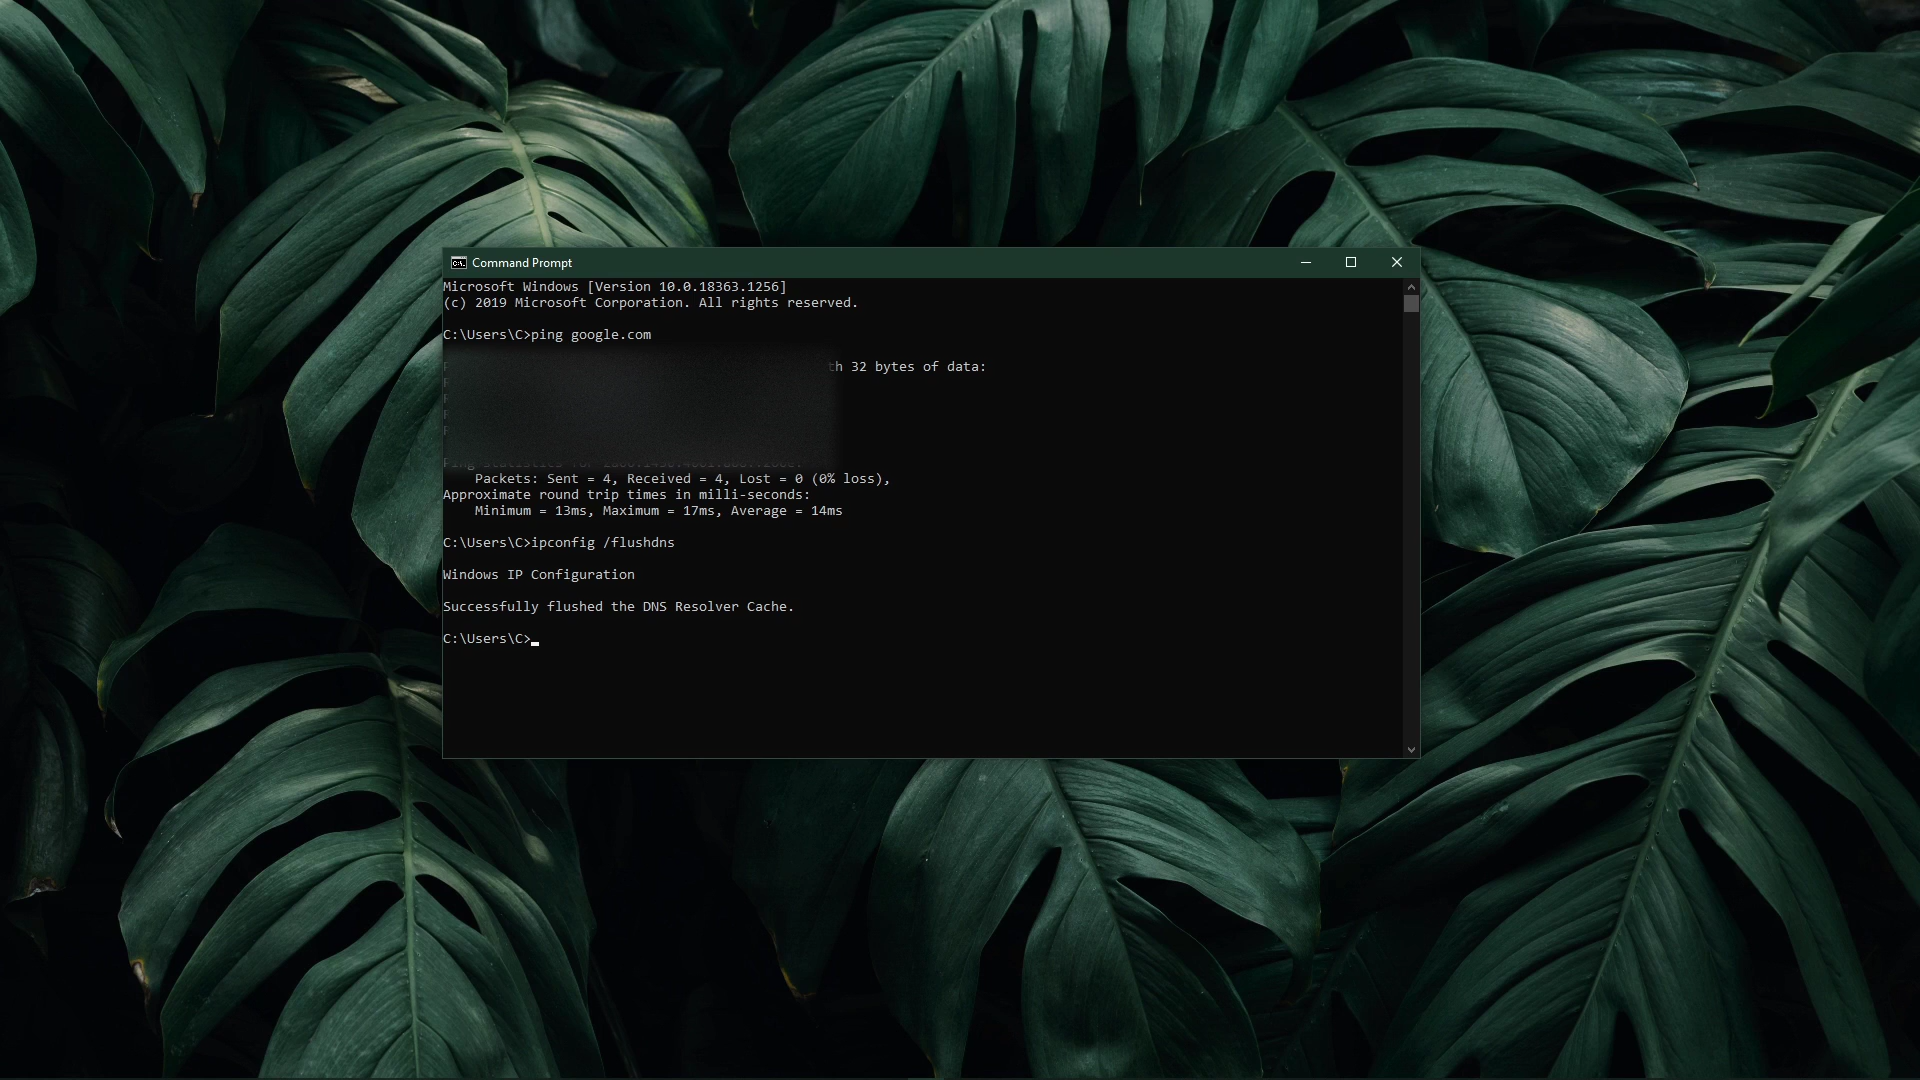 Command Prompt
Microsoft Windows [Version 10.0.18363.1256]
(c) 2019 Microsoft Corporation. All rights reserved.
C:\Users\C>ping google.com
32 bytes of data:
Packets: Sent = 4, Received = 4, Lost = 0 (0% loss),
Approximate round trip times in milli-seconds:
Minimum = 13ms, Maximum = 17ms, Average = 14ms
C:\Users\C>ipconfig /flushdns
Windows IP Configuration
Successfully flushed the DNS Resolver Cache.
C:\Users\C>